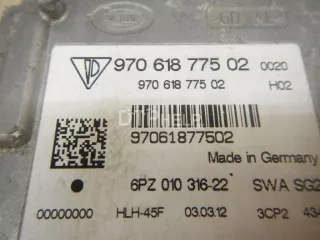 970 618 775 02 0020
970 618 775 02 H02
97061877502
Made in Germany
6PZ 010 316-22 SWA SG2
00000000 HLH-45F 03.03.12 3CP2 43